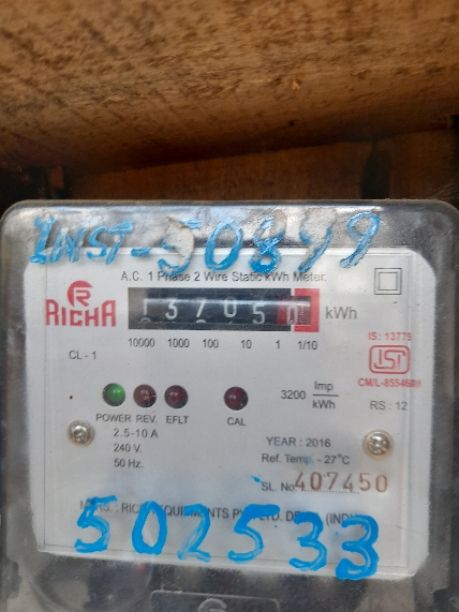 INST-50899
A.C. 1 Phase 2 Wire Static kWh Meter.
R
RICHA
13705 kWh
10000 1000 100 10 1 1/10
IS: 13779
ISI
CL - 1
3200 Imp/kWh
RS : 12
POWER REV. EFLT CAL
2.5-10 A
240 V.
50 Hz.
YEAR : 2016
Ref. Temp. - 27°C
SL. No. 407450
502533